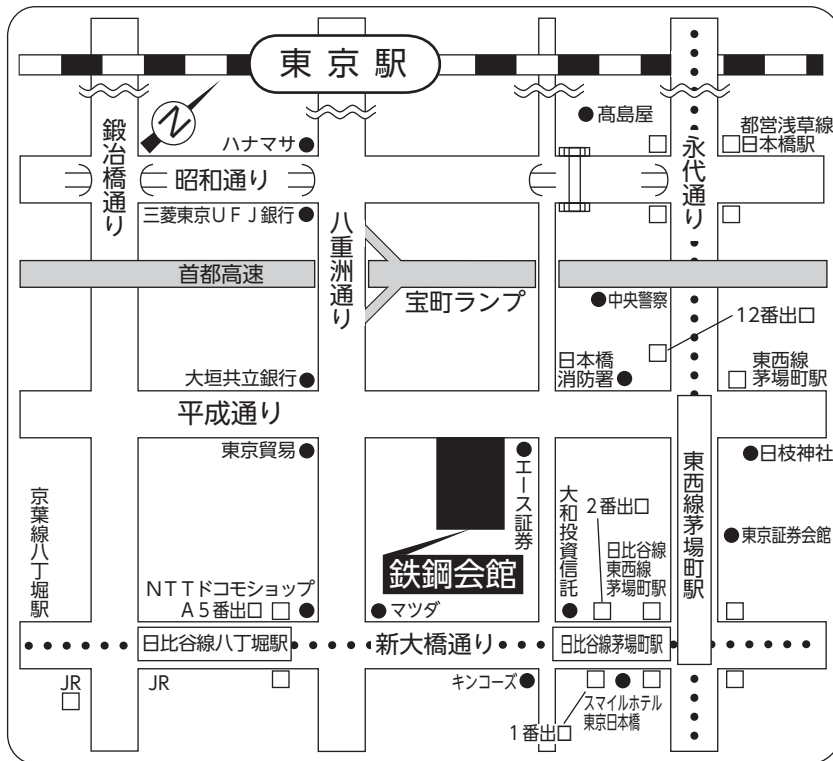 東京駅
N
鍛冶橋通り
ハナマサ
昭和通り
三菱東京UFJ銀行
髙島屋
都営浅草線
日本橋駅
永代通り
八重洲通り
首都高速
宝町ランプ
中央警察
12番出口
大垣共立銀行
日本橋
消防署
東西線
茅場町駅
平成通り
東京貿易
エース証券
日枝神社
東西線茅場町駅
京葉線八丁堀駅
鉄鋼会館
大和投資信託
2番出口
日比谷線
東西線
茅場町駅
東京証券会館
NTTドコモショップ
A5番出口
マツダ
日比谷線八丁堀駅
新大橋通り
日比谷線茅場町駅
JR
JR
キンコーズ
スマイルホテル
東京日本橋
1番出口